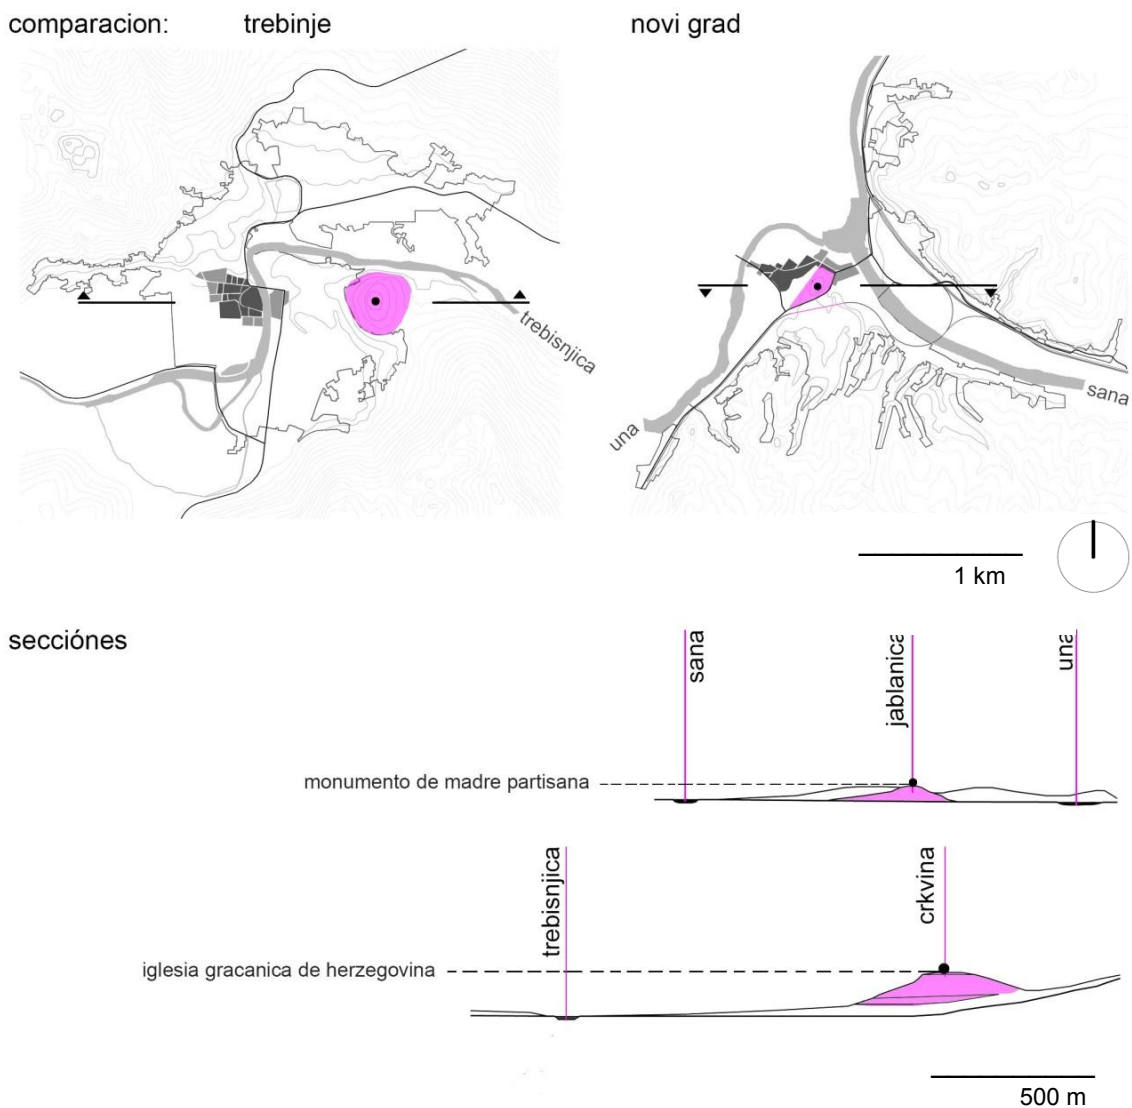 comparacion: trebinje novi grad
trebisnjica
una
sana
1 km
secciónes
sana
jablanica
una
monumento de madre partisana
trebisnjica
crkvina
iglesia gracanica de herzegovina
500 m